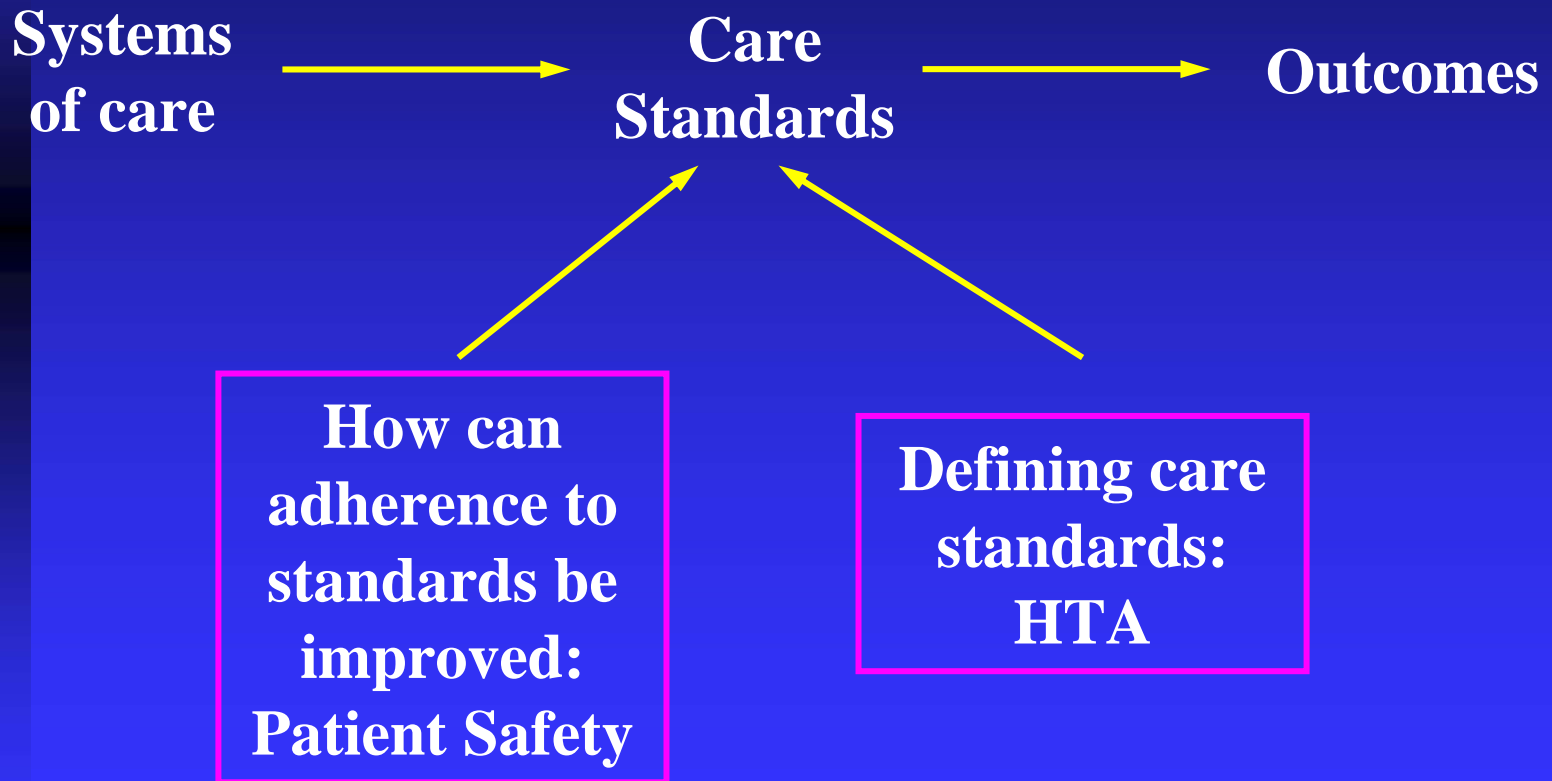 Systems
of care
Care
Standards
Outcomes
How can
adherence to
standards be
improved:
Patient Safety
Defining care
standards:
HTA